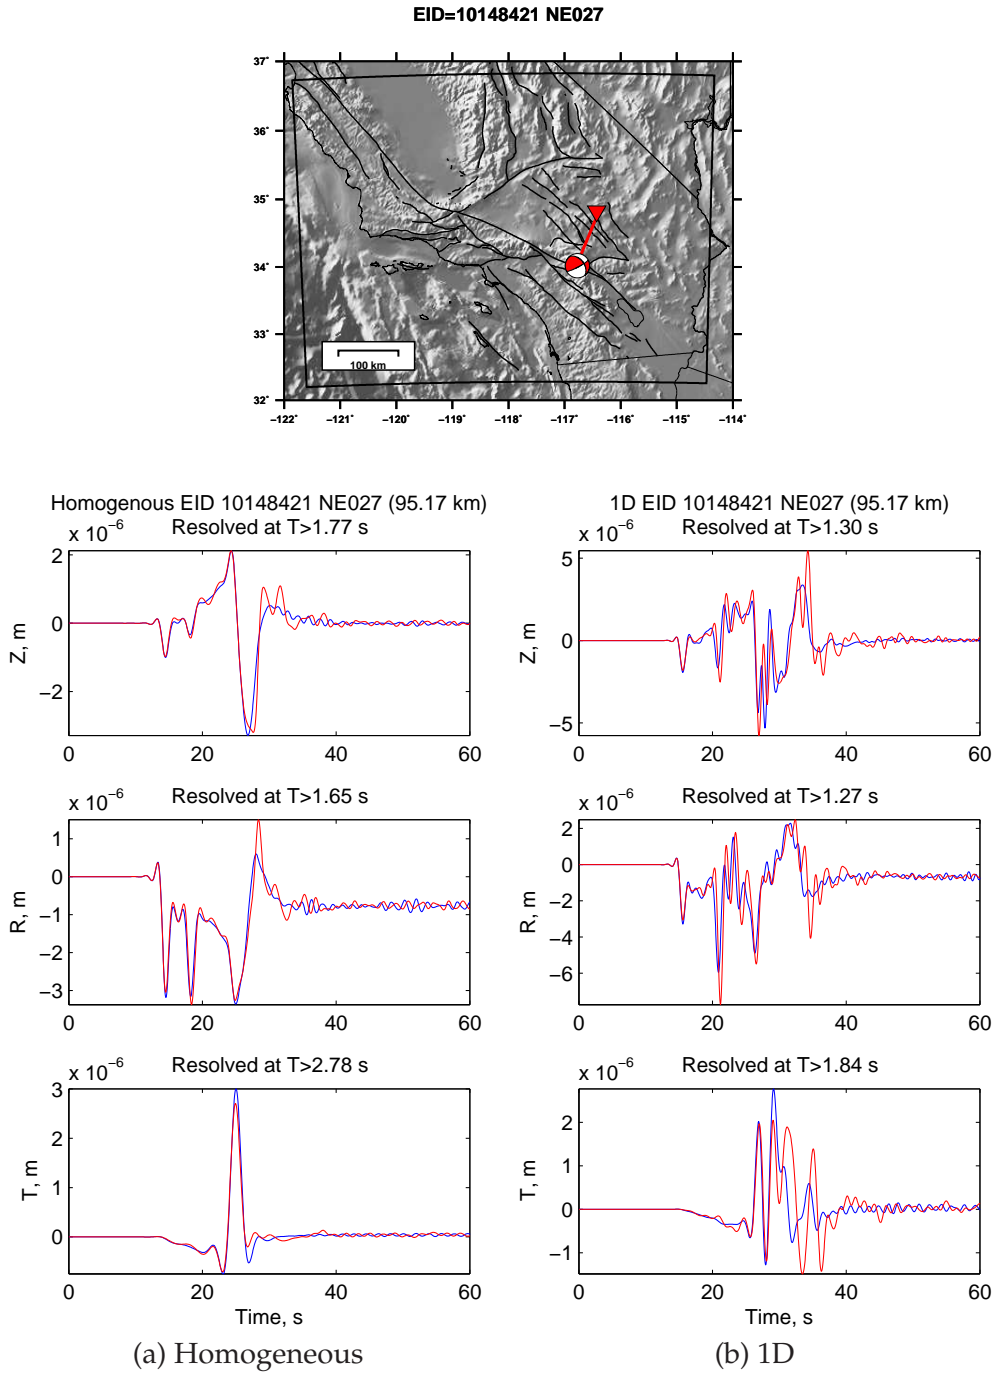 EID=10148421 NE027
37°
36°
35°
34°
33°
32°
100 km
−122° −121° −120° −119° −118° −117° −116° −115° −114°
Homogenous EID 10148421 NE027 (95.17 km)
x 10⁻⁶ Resolved at T>1.77 s
2
0
−2
Z, m
0 20 40 60
x 10⁻⁶ Resolved at T>1.65 s
1
0
−1
−2
−3
R, m
0 20 40 60
x 10⁻⁶ Resolved at T>2.78 s
3
2
1
0
T, m
0 20 40 60
Time, s
(a) Homogeneous
1D EID 10148421 NE027 (95.17 km)
x 10⁻⁶ Resolved at T>1.30 s
5
0
−5
Z, m
0 20 40 60
x 10⁻⁶ Resolved at T>1.27 s
2
0
−2
−4
−6
R, m
0 20 40 60
x 10⁻⁶ Resolved at T>1.84 s
2
1
0
−1
T, m
0 20 40 60
Time, s
(b) 1D